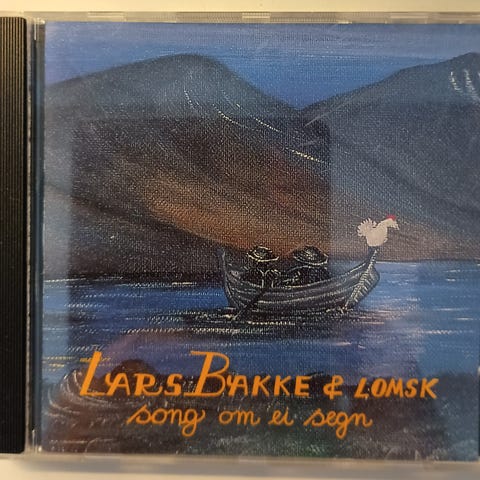 LARS BAKKE & LOMSK
song om ei segn